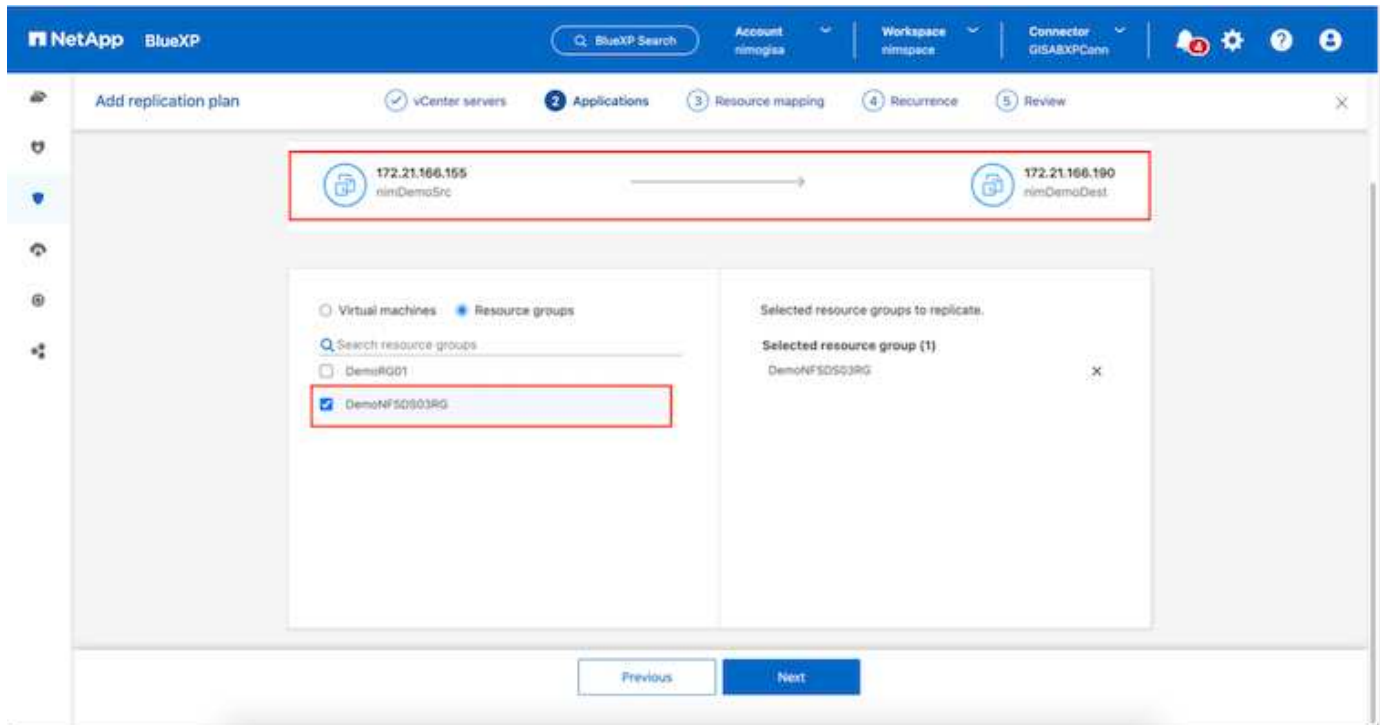 NetApp BlueXP
BlueXP Search
Account
nimogisa
Workspace
nimspace
Connector
GISABXPConn
4
Add replication plan
vCenter servers
2 Applications
3 Resource mapping
4 Recurrence
5 Review
172.21.166.155
nimDemoSrc
172.21.166.190
nimDemoDest
Virtual machines
Resource groups
Selected resource groups to replicate.
Search resource groups
Selected resource group (1)
DemoRG01
DemoNFSDS03RG
DemoNFSDS03RG
Previous
Next